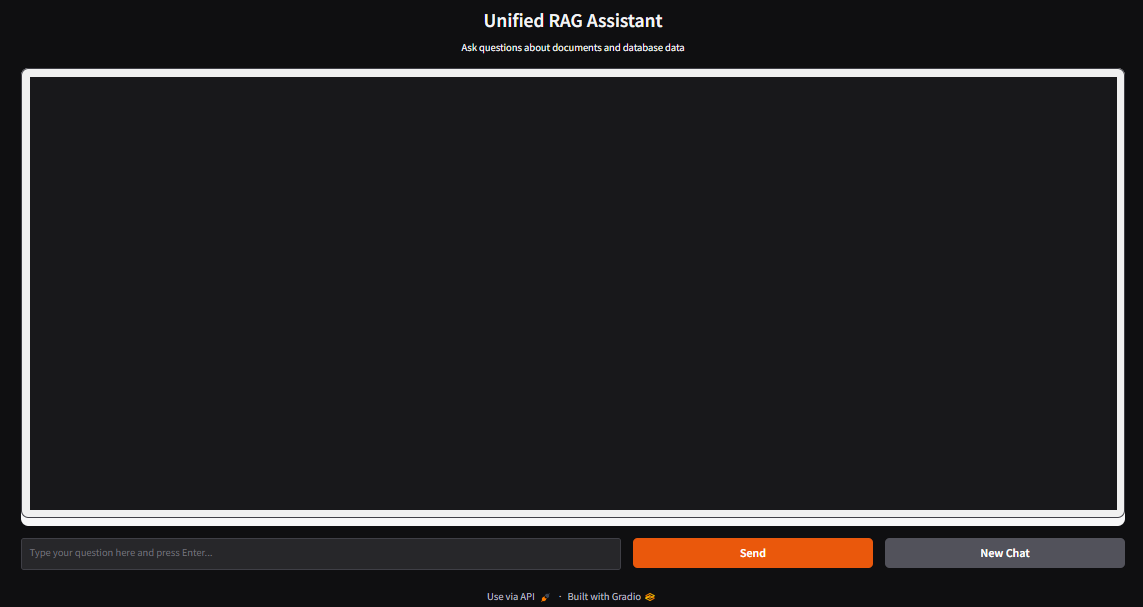 Unified RAG Assistant
Ask questions about documents and database data
Type your question here and press Enter...
Send
New Chat
Use via API · Built with Gradio